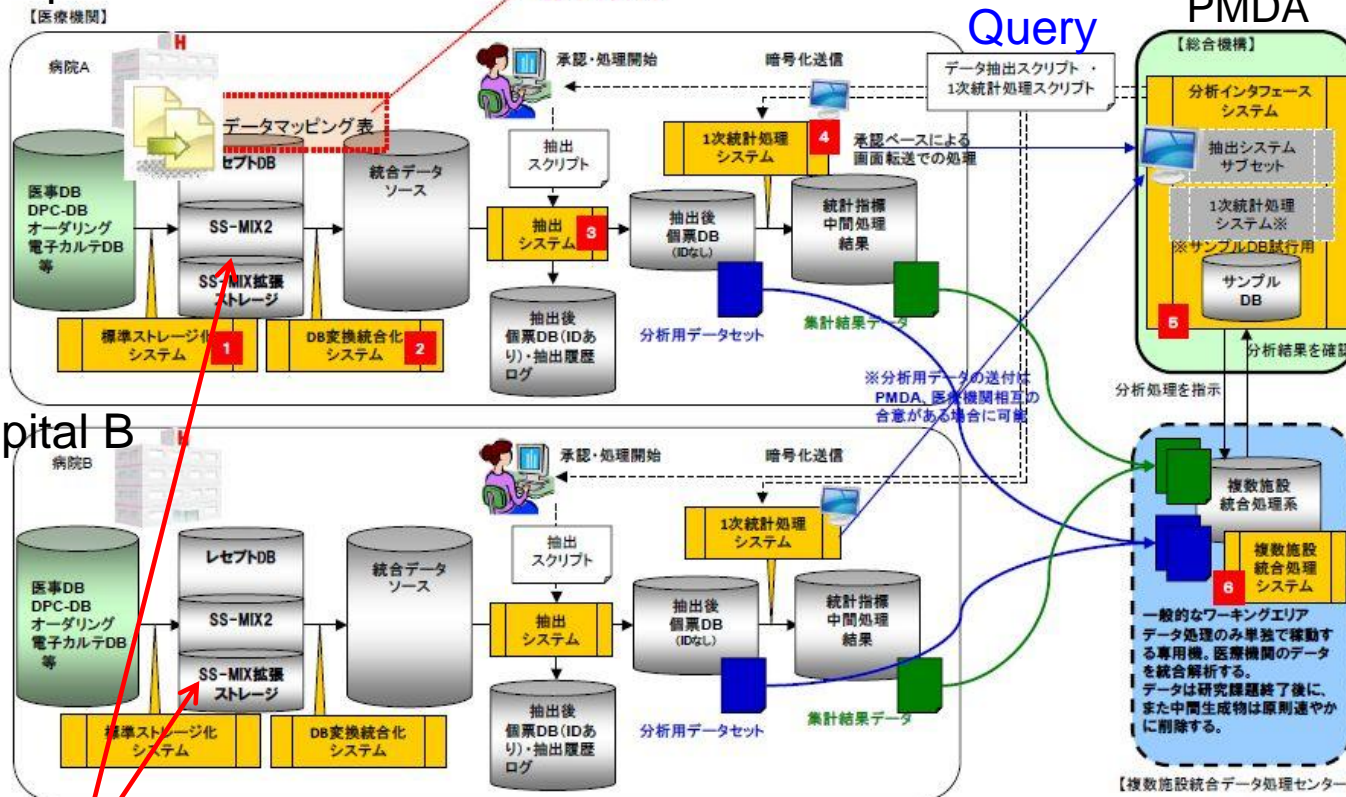 【医療機関】
Query
PMDA
【総合機構】
病院A
承認・処理開始
暗号化送信
データ抽出スクリプト ・
1次統計処理スクリプト
分析インタフェース
システム
データマッピング表
抽出
スクリプト
1次統計処理
システム
4
承認ベースによる
画面転送での処理
抽出システム
サブセット
レセプトDB
統合データ
ソース
医事DB
DPC-DB
オーダリング
電子カルテDB
等
SS-MIX2
抽出
システム
3
抽出後
個票DB
(IDなし)
統計指標
中間処理
結果
1次統計処理
システム※
※サンプルDB試行用
サンプル
DB
SS-MIX拡張
ストレージ
5
標準ストレージ化
システム
1
DB変換統合化
システム
2
抽出後
個票DB(IDあ
り)・抽出履歴
ログ
分析用データセット
集計結果データ
分析結果を確認
※分析用データの送付は
PMDA、医療機関相互の
合意がある場合に可能
分析処理を指示
pital B
病院B
承認・処理開始
暗号化送信
複数施設
統合処理系
抽出
スクリプト
1次統計処理
システム
レセプトDB
統合データ
ソース
医事DB
DPC-DB
オーダリング
電子カルテDB
等
SS-MIX2
抽出
システム
抽出後
個票DB
(IDなし)
統計指標
中間処理
結果
複数施設
統合処理
システム
6
SS-MIX拡張
ストレージ
一般的なワーキングエリア
データ処理のみ単独で稼動す
る専用機。医療機関のデータ
を統合解析する。
データは研究課題終了後に、
また中間生成物は原則速やか
に削除する。
標準ストレージ化
システム
DB変換統合化
システム
抽出後
個票DB(IDあ
り)・抽出履歴
ログ
分析用データセット
集計結果データ
【複数施設統合データ処理センター